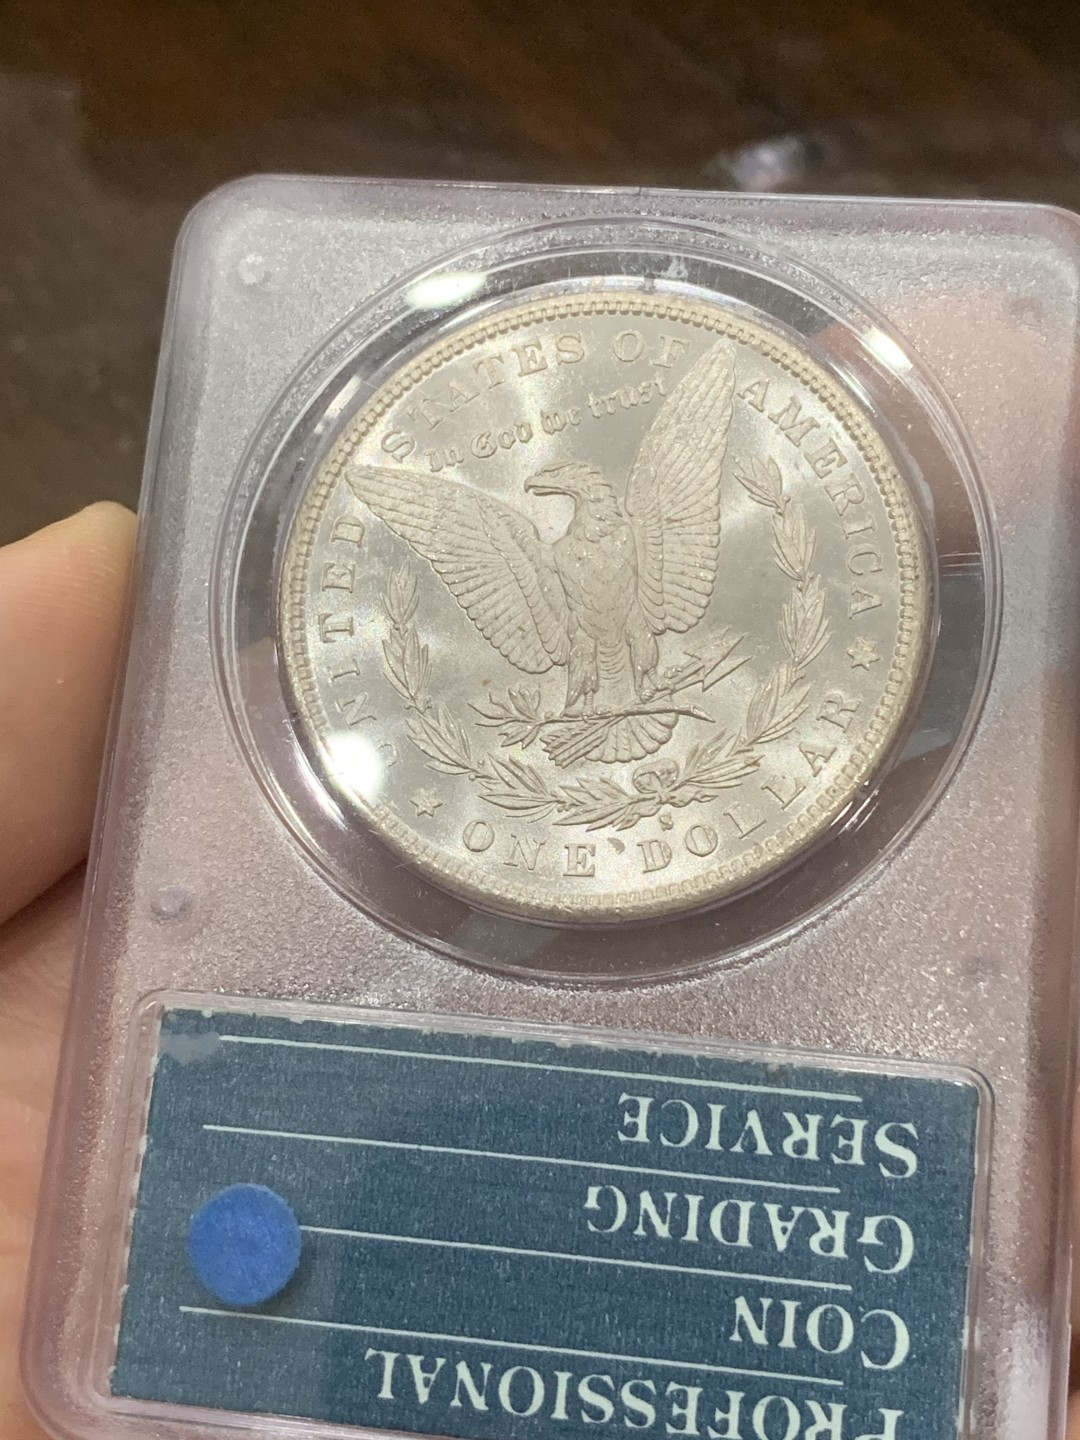 UNITED STATES OF AMERICA
In God we trust
S
ONE DOLLAR
PROFESSIONAL
COIN
GRADING
SERVICE